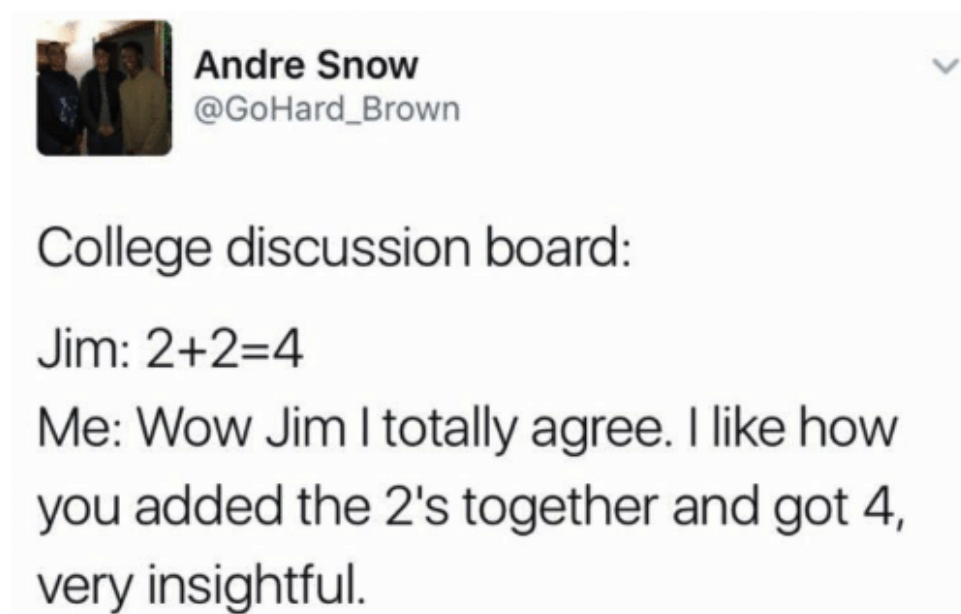 Andre Snow
@GoHard_Brown
College discussion board:
Jim: 2+2=4
Me: Wow Jim I totally agree. I like how
you added the 2's together and got 4,
very insightful.